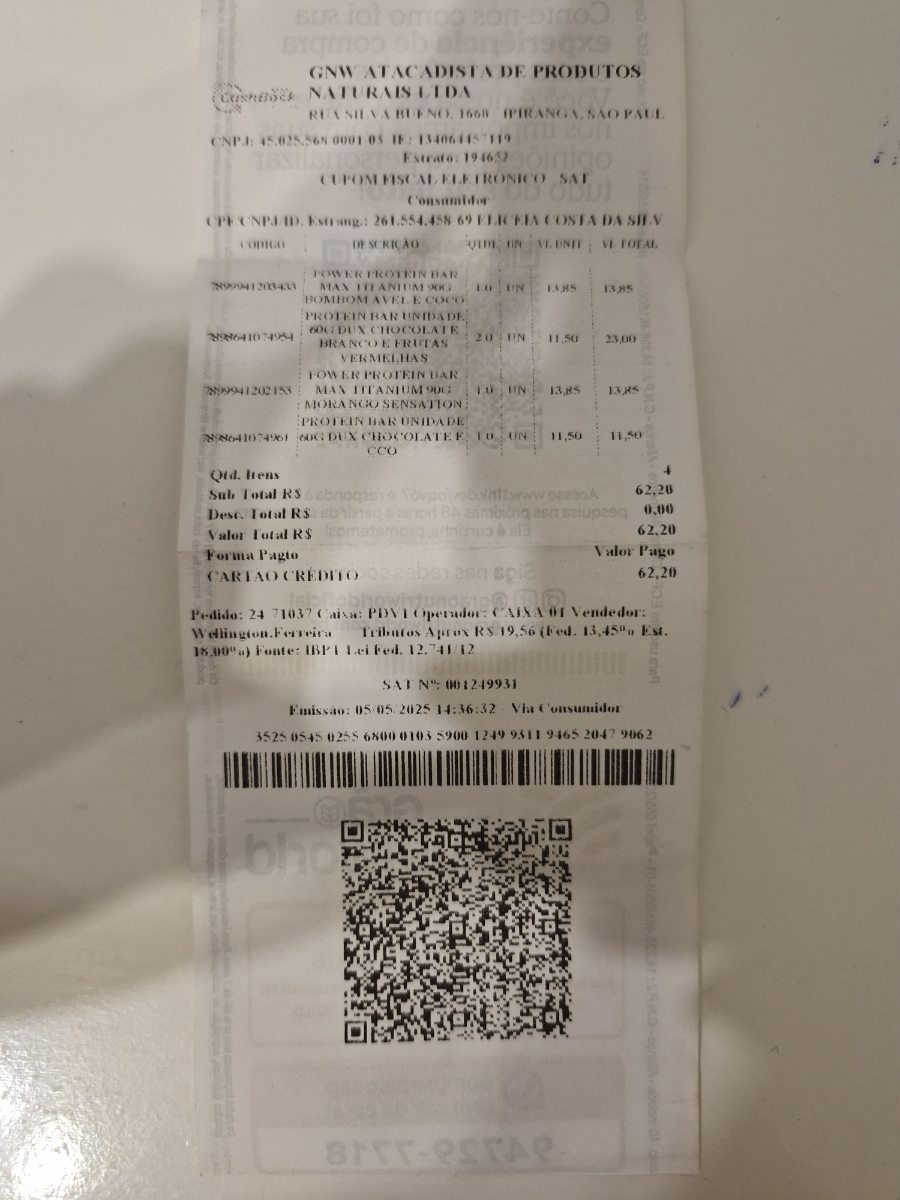 GNW ATACADISTA DE PRODUTOS
NATURAIS LTDA
CashBack
RUA SILVA BUENO, 1660 IPIRANGA, SAO PAUL
CNPJ: 45.025.568 0001 03 IE:
Extrato: 194652
CUPOM FISCAL ELETRONICO SAT
Consumidor
CPF/CNPJ/ID. Estrang.: 261.554.458 69 ELICEIA COSTA DA SILV
CÓDIGO DESCRIÇÃO QTDE UN VL UNIT VL TOTAL
7899941203433 POWER PROTEIN BAR MAX TITANIUM 90G BOMBOM AVEL E COCO 1.0 UN 13,85 13,85
7898641074954 PROTEIN BAR UNIDADE 60G DUX CHOCOLATE BRANCO E FRUTAS VERMELHAS 2.0 UN 11,50 23,00
7899941202153 POWER PROTEIN BAR MAX TITANIUM 90G MORANGO SENSATION 1.0 UN 13,85 13,85
7898641074961 PROTEIN BAR UNIDADE 60G DUX CHOCOLATE E CCO 1.0 UN 11,50 11,50
Qtd. Itens 4
Sub Total R$ 62,20
Desc. Total R$ 0,00
Valor Total R$ 62,20
Forma Pagto Valor Pago
CARTAO CRÉDITO 62,20
Pedido: 24 71037 Caixa: PDV1 Operador: CAIXA 01 Vendedor:
Wellington.Ferreira Tributos Aprox R$ 19,56 (Fed. 13,45% Est.
18,00%) Fonte: IBPT Lei Fed. 12.741/12
SAT Nº: 001249931
Emissão: 05/05/2025 14:36:32 - Via Consumidor
3525 0545 0255 6800 0103 5900 1249 9311 9465 2047 9062